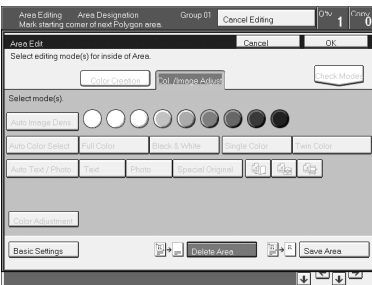 Area Editing Area Designation Group 01 Cancel Editing 1 0
Mark starting corner of next Polygon area.
Area Edit Cancel OK
Select editing mode(s) for inside of Area.
Color Creation Col. /Image Adjust Check Modes
Select mode(s).
Auto Image Dens
Auto Color Select Full Color Black & White Single Color Twin Color
Auto Text / Photo Text Photo Special Original
Color Adjustment
Basic Settings Delete Area Save Area